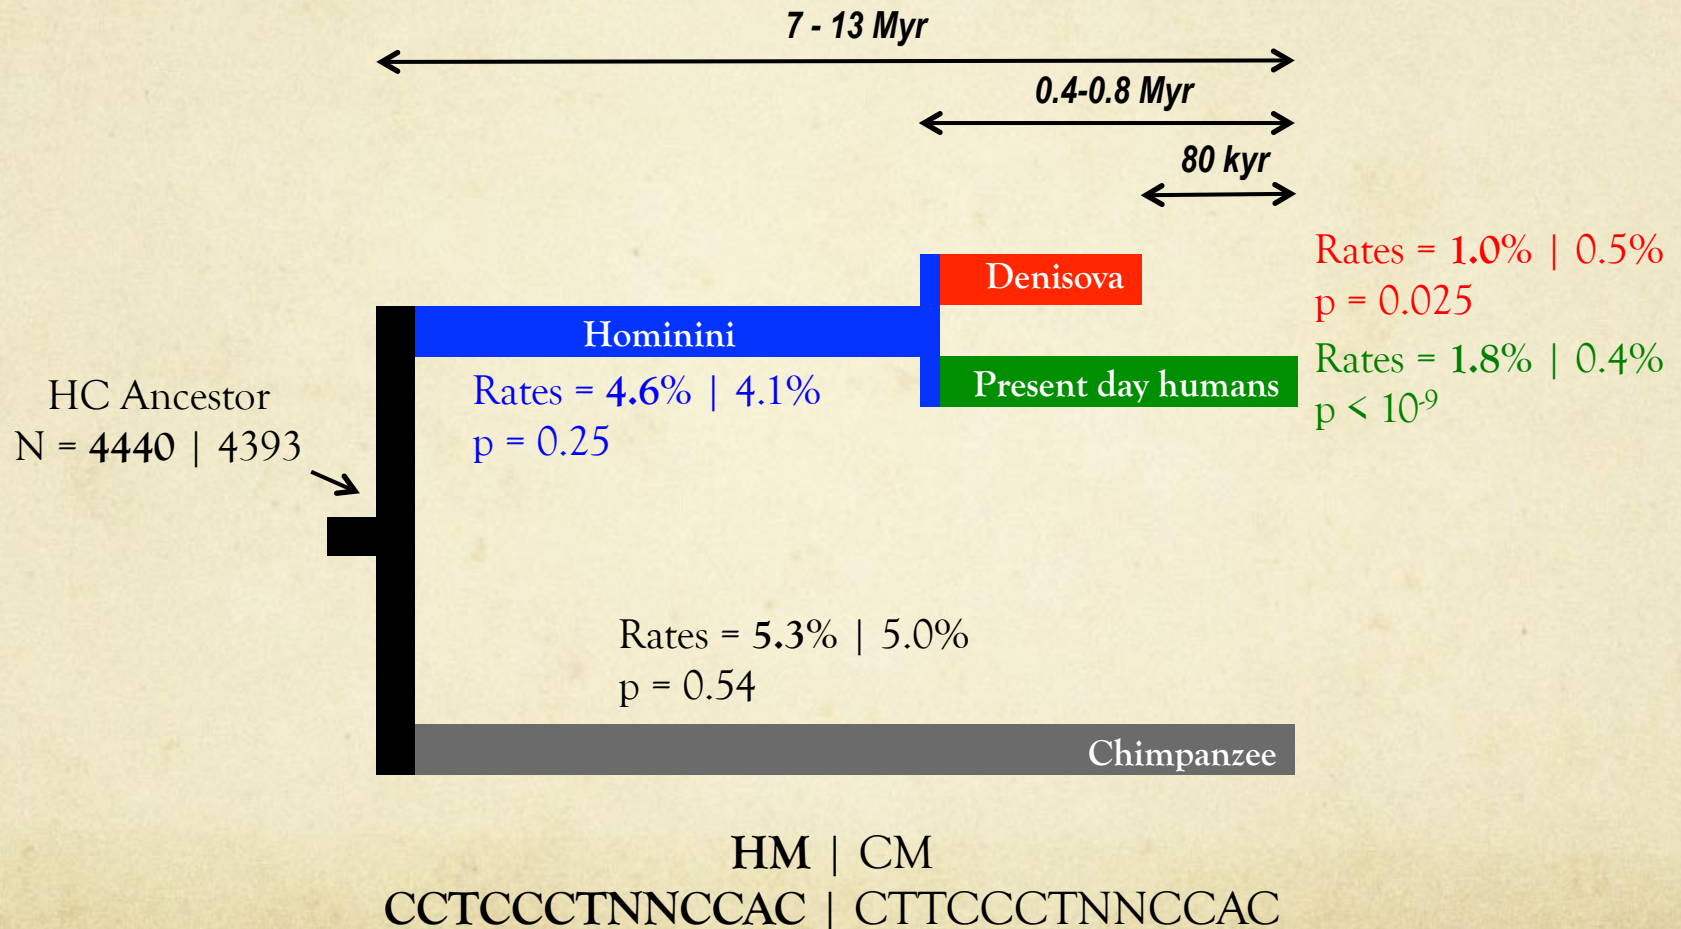 7 - 13 Myr
0.4-0.8 Myr
80 kyr
Denisova
Rates = 1.0% | 0.5%
p = 0.025
Hominini
Present day humans
Rates = 1.8% | 0.4%
p < 10-9
HC Ancestor
N = 4440 | 4393
Rates = 4.6% | 4.1%
p = 0.25
Rates = 5.3% | 5.0%
p = 0.54
Chimpanzee
HM | CM
CCTCCCTNNCCAC | CTTCCCTNNCCAC